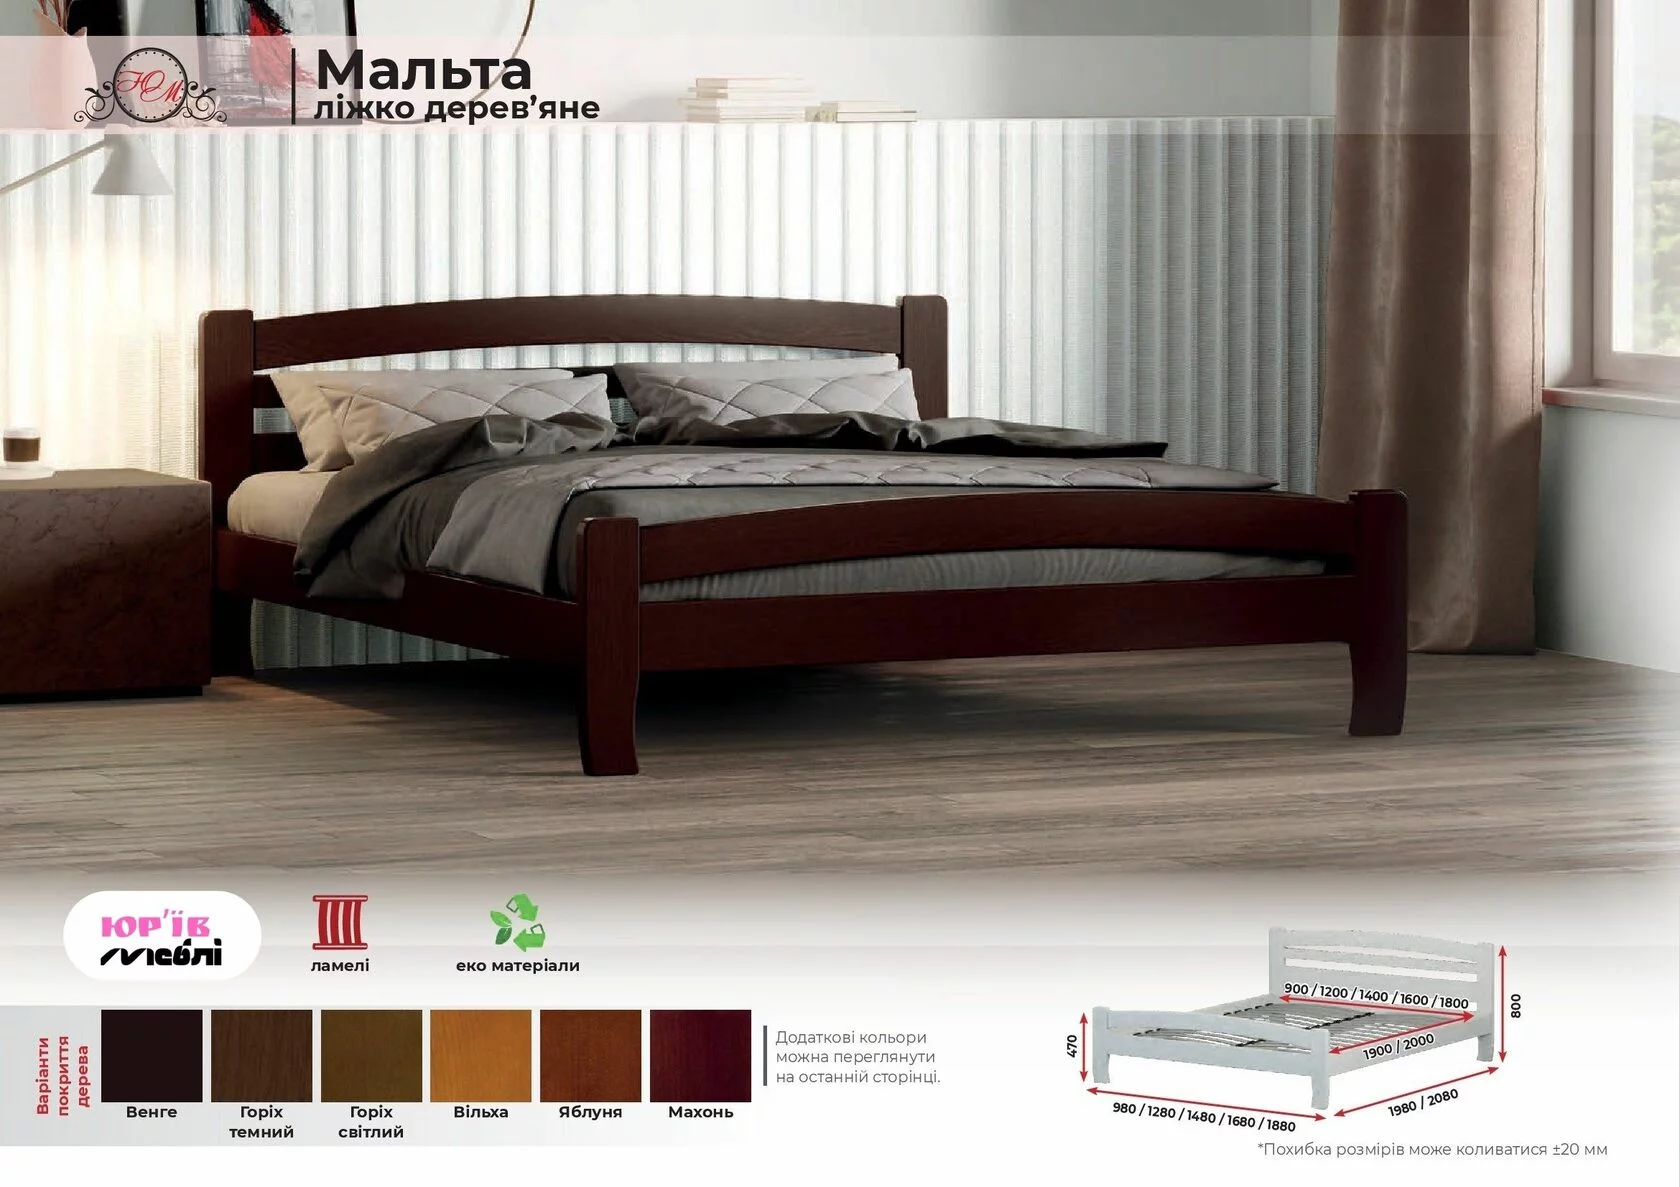 ЮМ
Мальта
ліжко дерев’яне
ЮР’ЇВ
меблі
ламелі
еко матеріали
Варіанти
покриття
дерева
Венге
Горіх
темний
Горіх
світлий
Вільха
Яблуня
Махонь
Додаткові кольори
можна переглянути
на останній сторінці.
900 / 1200 / 1400 / 1600 / 1800
800
470
1900 / 2000
980 / 1280 / 1480 / 1680 / 1880
1980 / 2080
*Похибка розмірів може коливатися ±20 мм